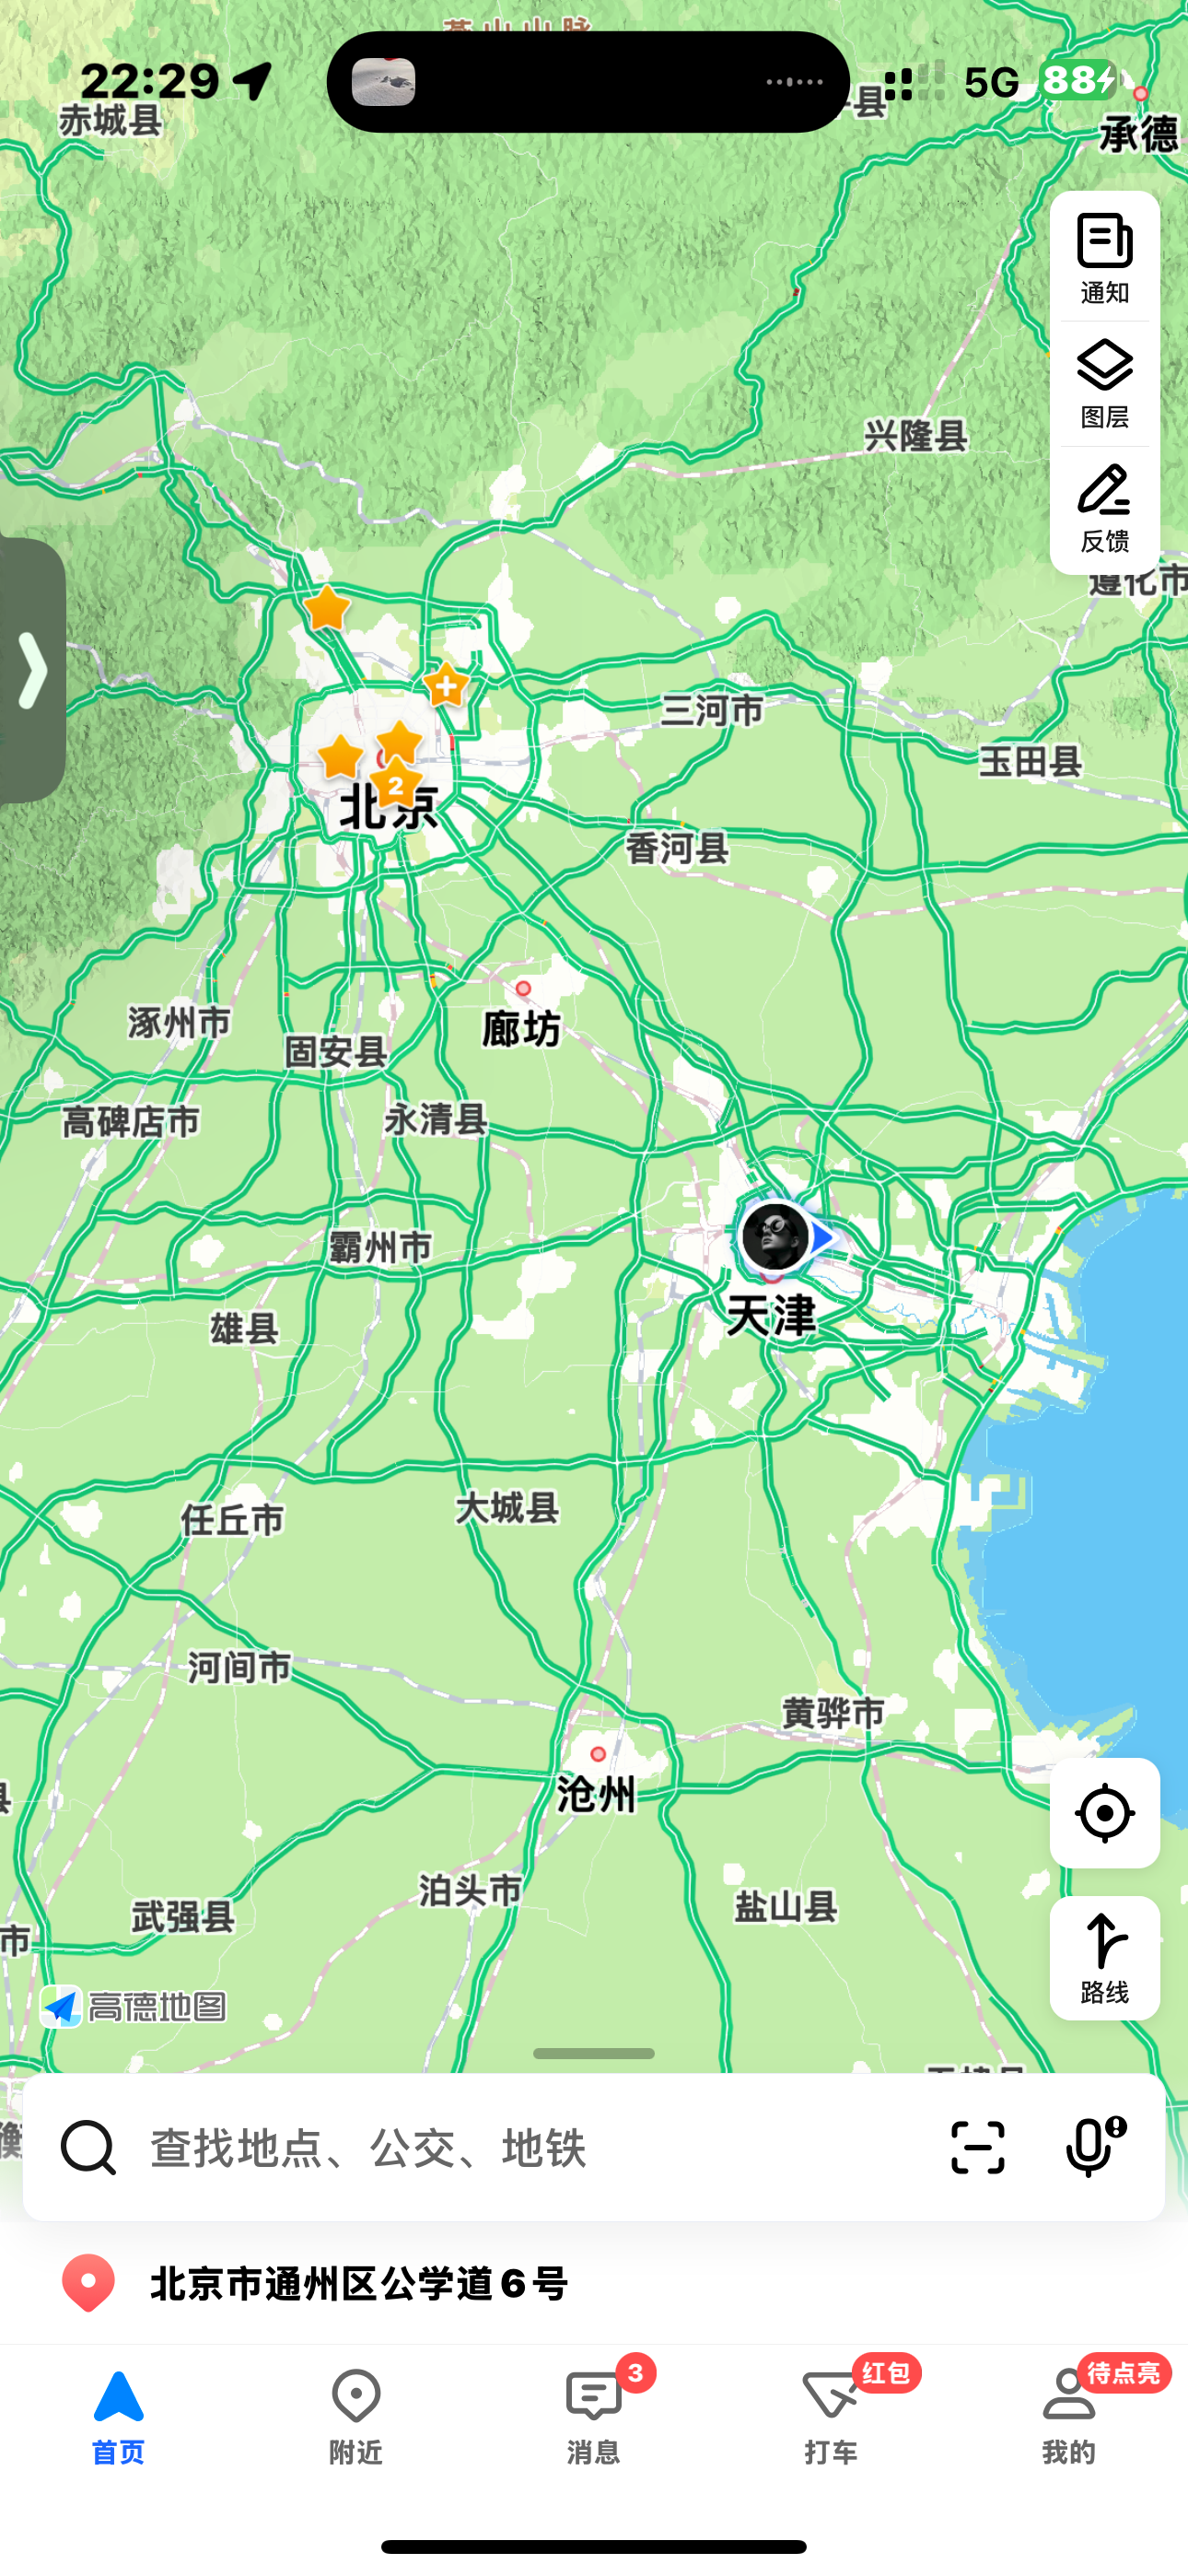 22:29
5G
88
赤城县
承德
通知
图层
兴隆县
反馈
遵化市
三河市
玉田县
2
北京
香河县
涿州市
廊坊
固安县
高碑店市
永清县
霸州市
天津
雄县
任丘市
大城县
河间市
黄骅市
沧州
泊头市
盐山县
武强县
市
路线
高德地图
查找地点、公交、地铁
北京市通州区公学道6号
3
红包
待点亮
首页
附近
消息
打车
我的